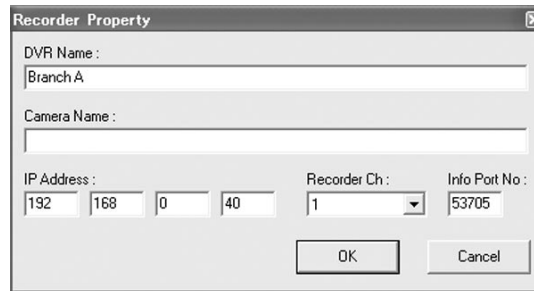 Recorder Property
DVR Name :
Branch A
Camera Name :
IP Address : Recorder Ch : Info Port No :
192 168 0 40 1 53705
OK Cancel